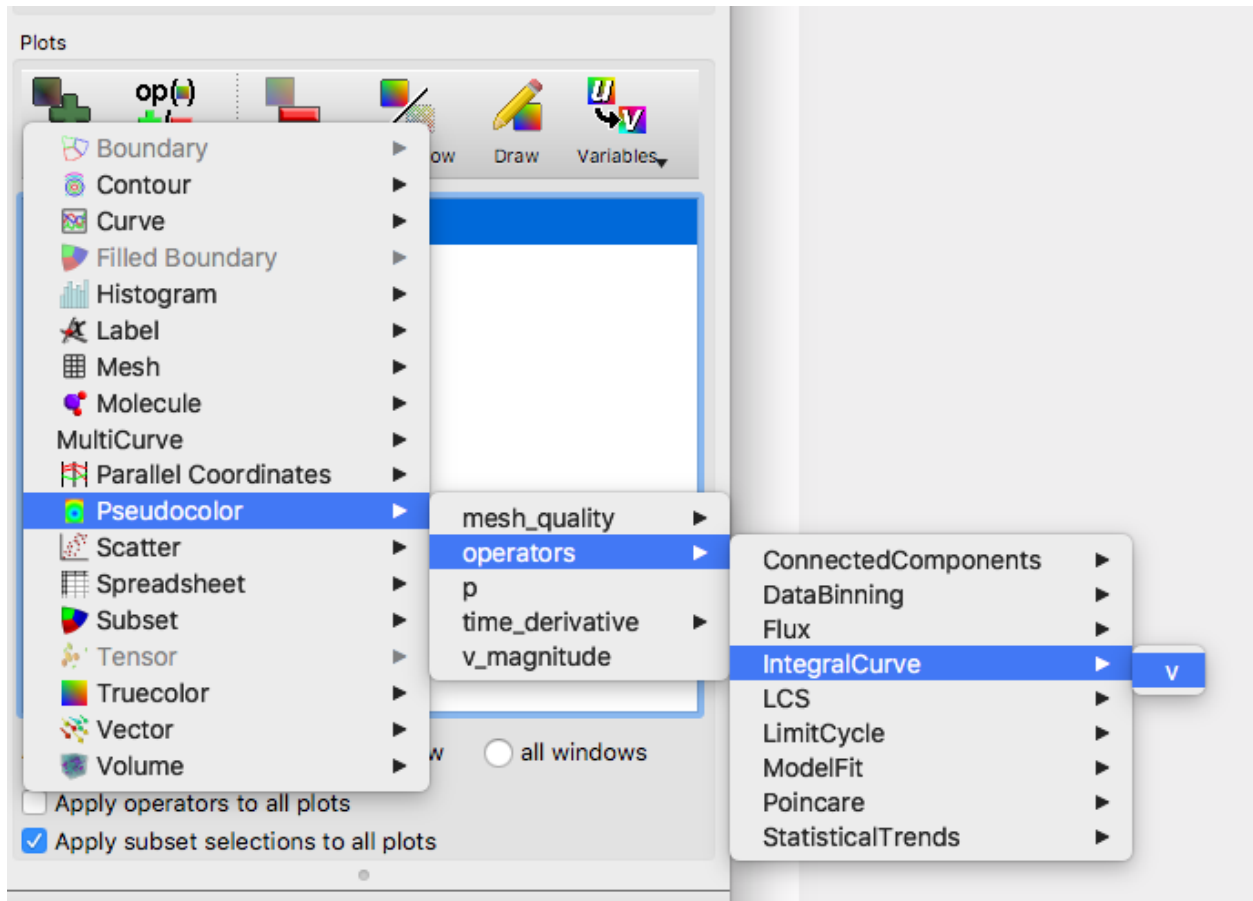 Plots
op( )
ow
Draw
Variables
Boundary
Contour
Curve
Filled Boundary
Histogram
Label
Mesh
Molecule
MultiCurve
Parallel Coordinates
Pseudocolor
Scatter
Spreadsheet
Subset
Tensor
Truecolor
Vector
Volume
mesh_quality
operators
p
time_derivative
v_magnitude
ConnectedComponents
DataBinning
Flux
IntegralCurve
LCS
LimitCycle
ModelFit
Poincare
StatisticalTrends
v
w
all windows
Apply operators to all plots
Apply subset selections to all plots